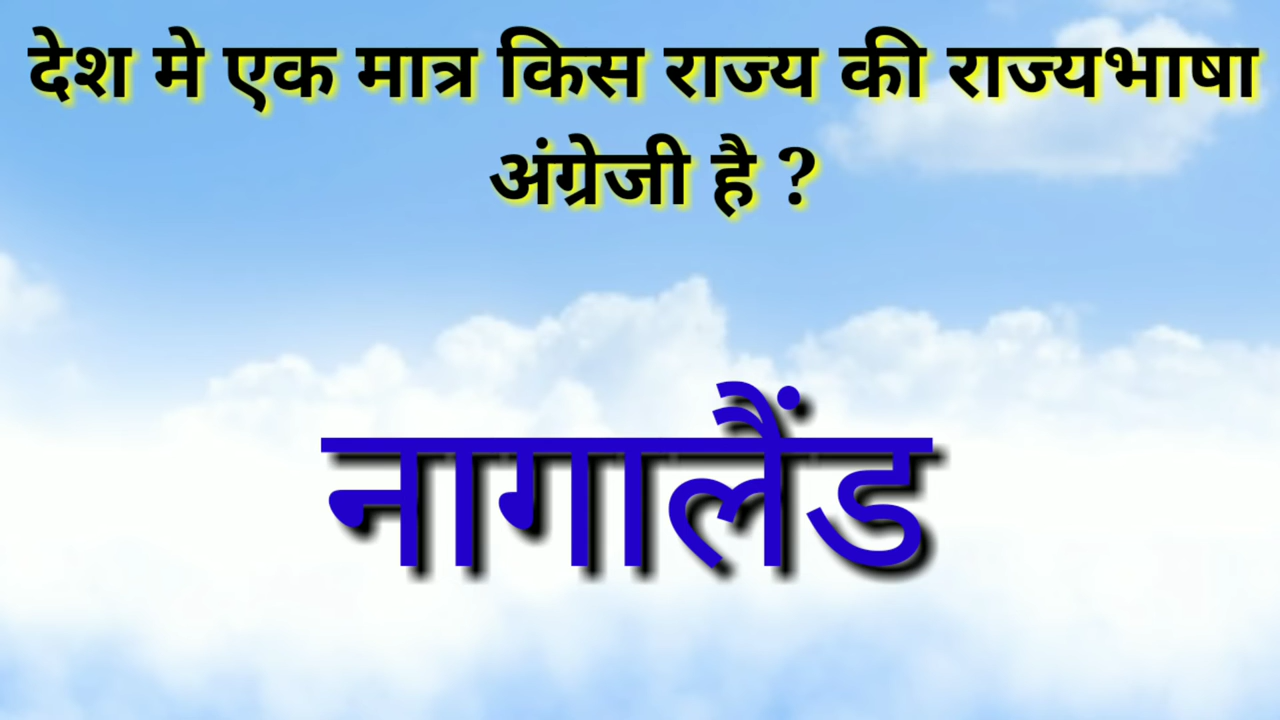 देश मे एक मात्र किस राज्य की राज्यभाषा
अंग्रेजी है ?
नागालैंड